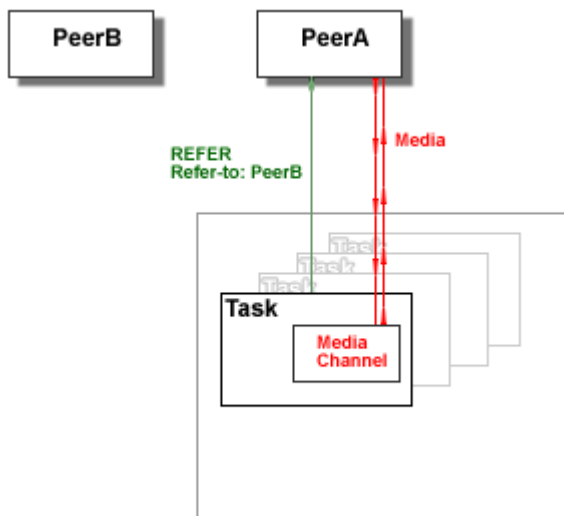 PeerB
PeerA
REFER
Refer-to: PeerB
Media
Task
Task
Task
Task
Media
Channel